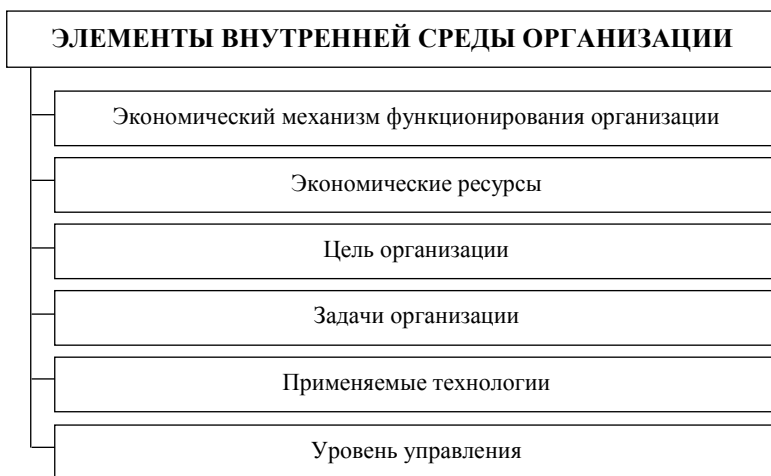 ЭЛЕМЕНТЫ ВНУТРЕННЕЙ СРЕДЫ ОРГАНИЗАЦИИ
Экономический механизм функционирования организации
Экономические ресурсы
Цель организации
Задачи организации
Применяемые технологии
Уровень управления